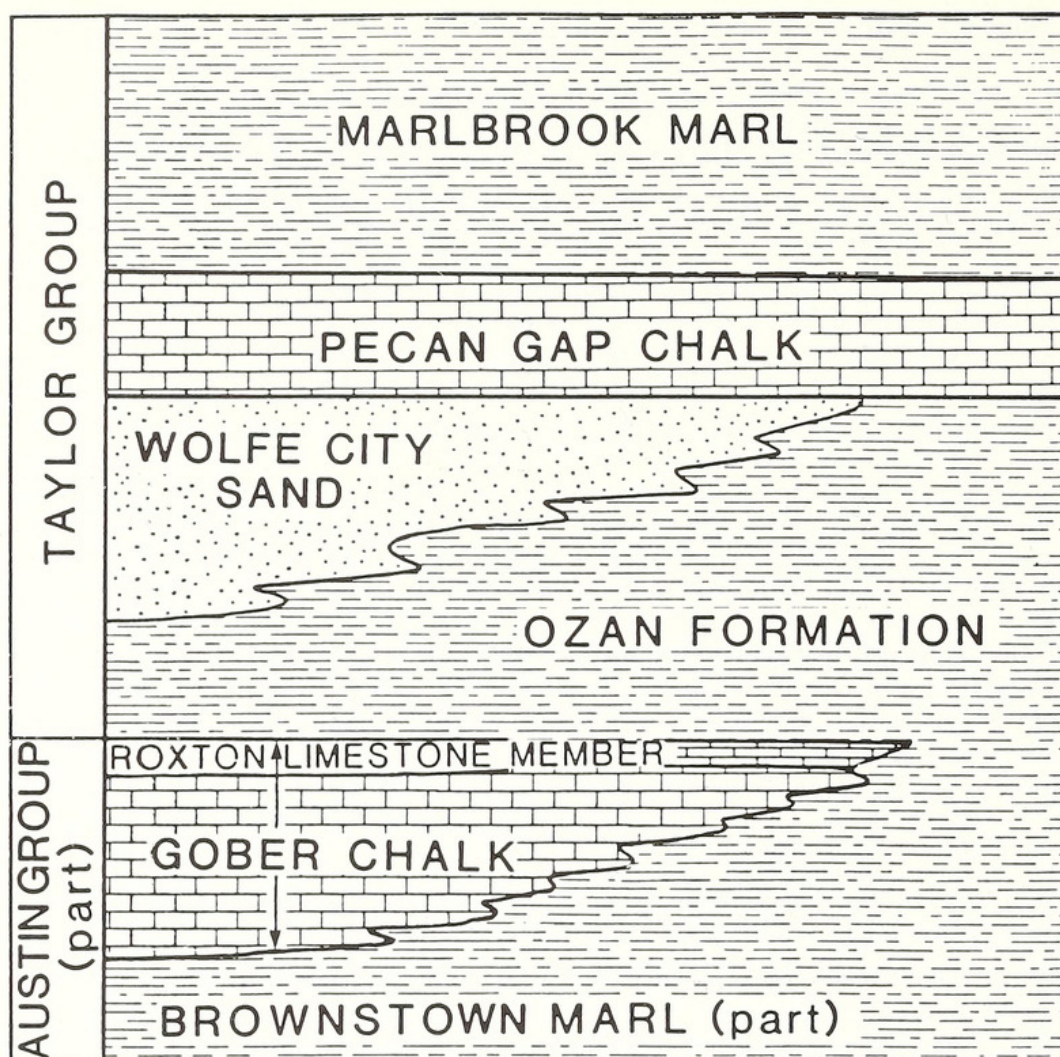 TAYLOR GROUP
MARLBROOK MARL
PECAN GAP CHALK
WOLFE CITY
SAND
OZAN FORMATION
AUSTIN GROUP
(part)
ROXTON LIMESTONE MEMBER
GOBER CHALK
BROWNSTOWN MARL (part)